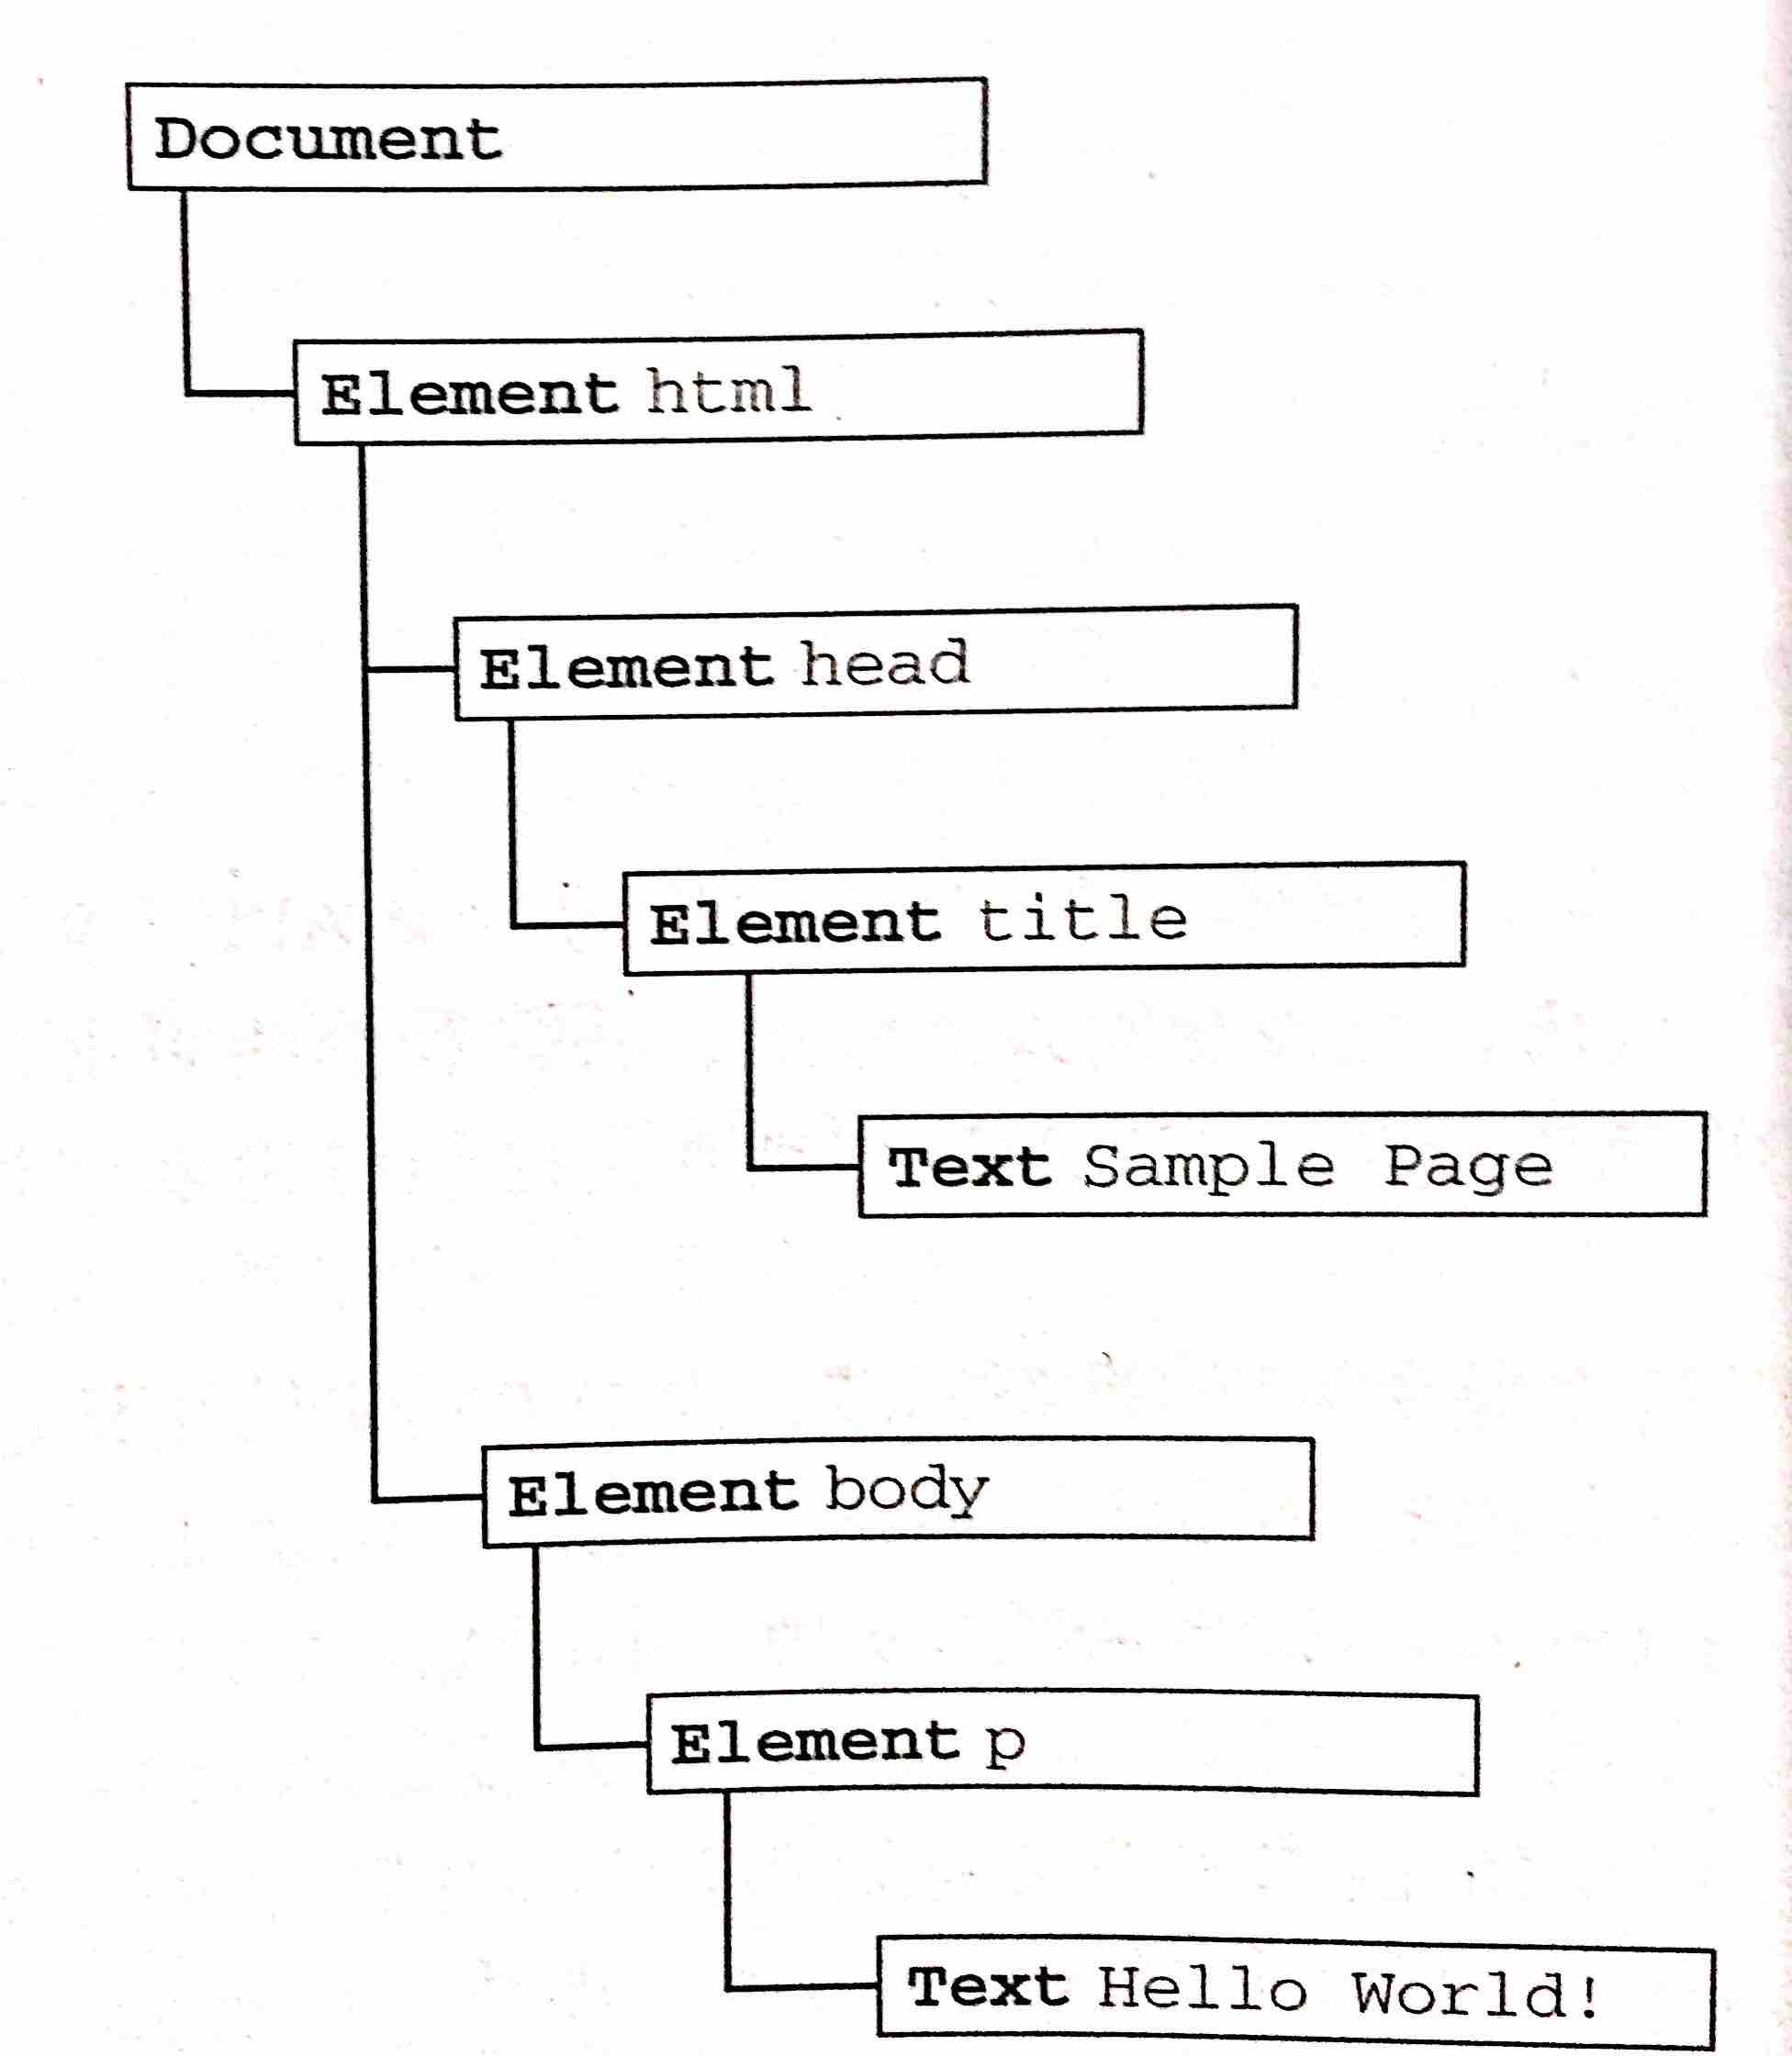 Document
Element html
Element head
Element title
Text Sample Page
Element body
Element p
Text Hello World!